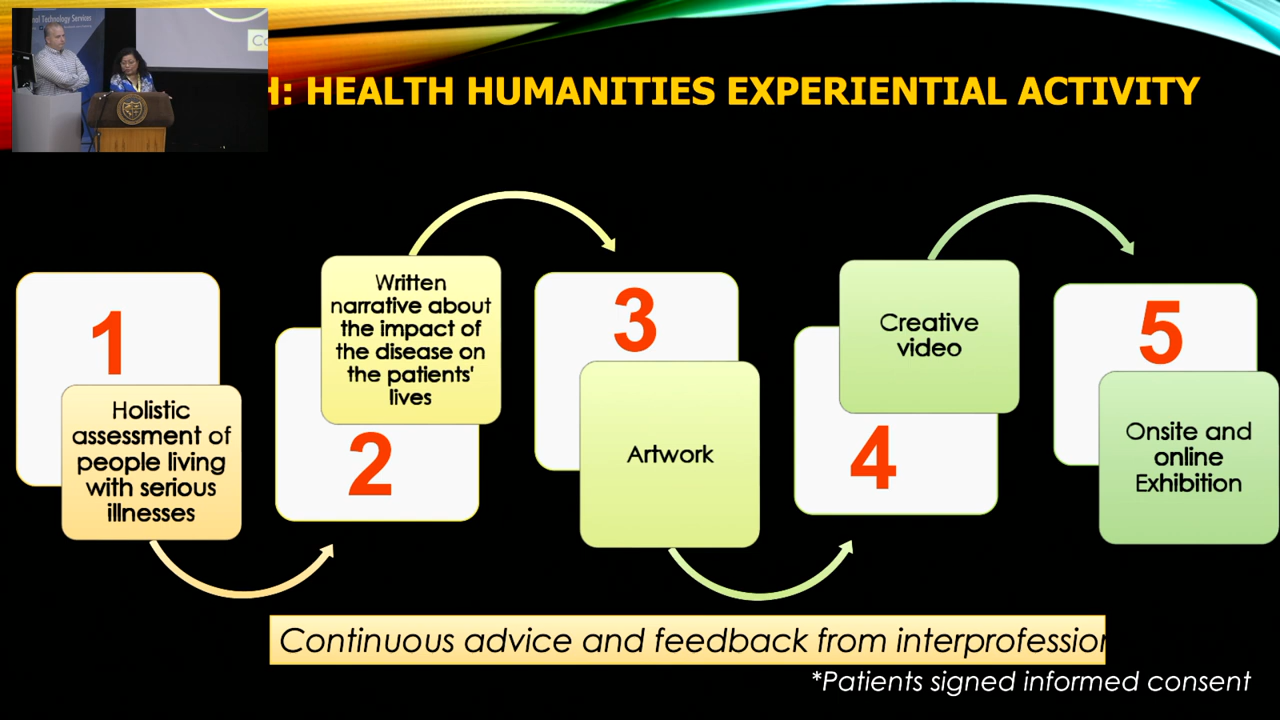 Technology Services
H: HEALTH HUMANITIES EXPERIENTIAL ACTIVITY
1
Holistic
assessment of
people living
with serious
illnesses
2
Written
narrative about
the impact of
the disease on
the patients'
lives
3
Artwork
4
Creative
video
5
Onsite and
online
Exhibition
Continuous advice and feedback from interprofession
*Patients signed informed consent